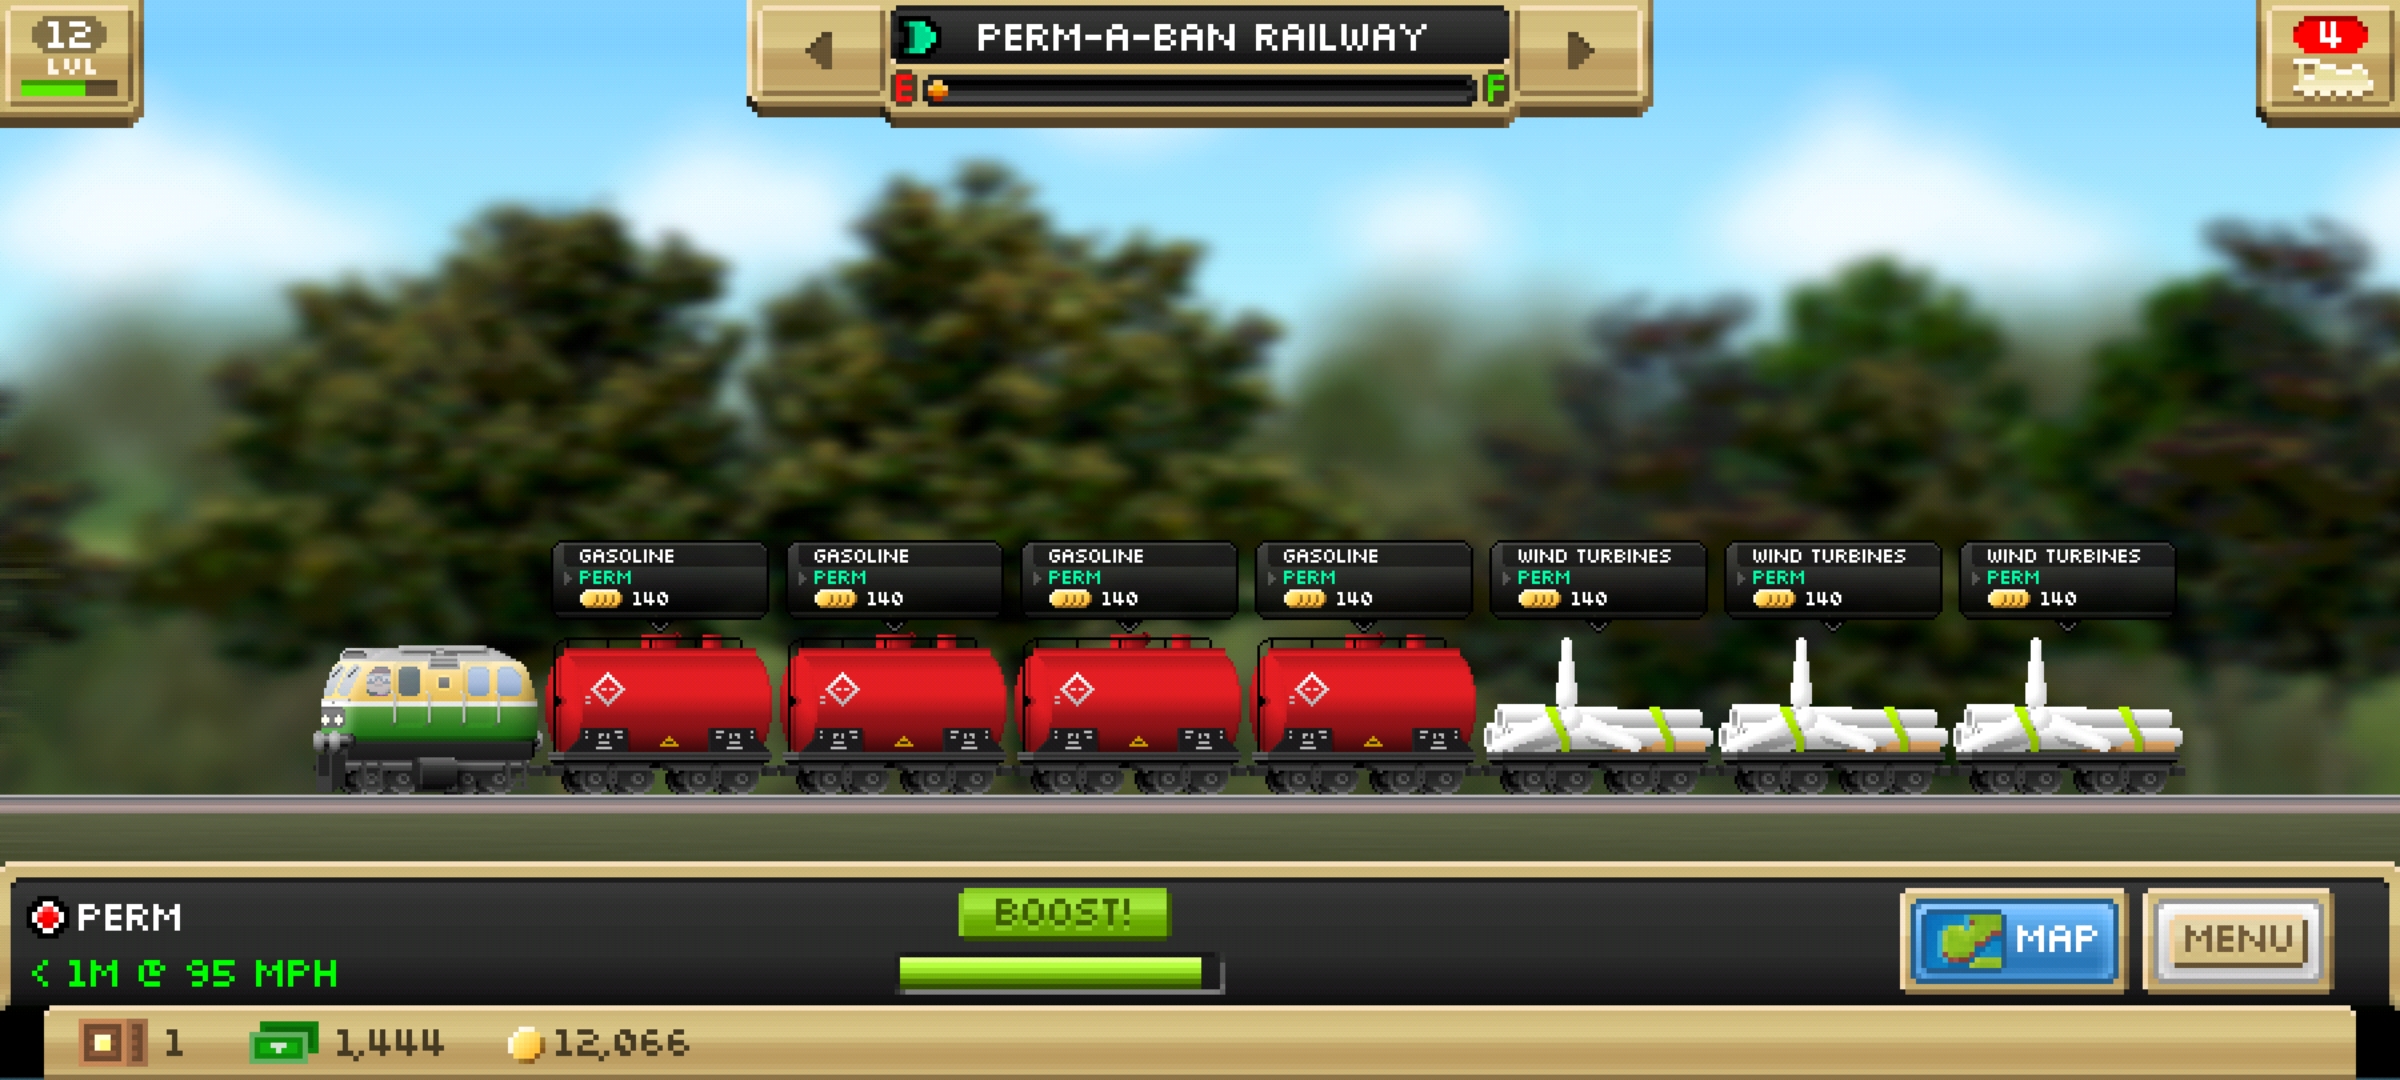 12
LVL
PERM-A-BAN RAILWAY
E F
4
GASOLINE
PERM
140
GASOLINE
PERM
140
GASOLINE
PERM
140
GASOLINE
PERM
140
WIND TURBINES
PERM
140
WIND TURBINES
PERM
140
WIND TURBINES
PERM
140
PERM
< 1M @ 95 MPH
BOOST!
MAP
MENU
1 1,444 12,066